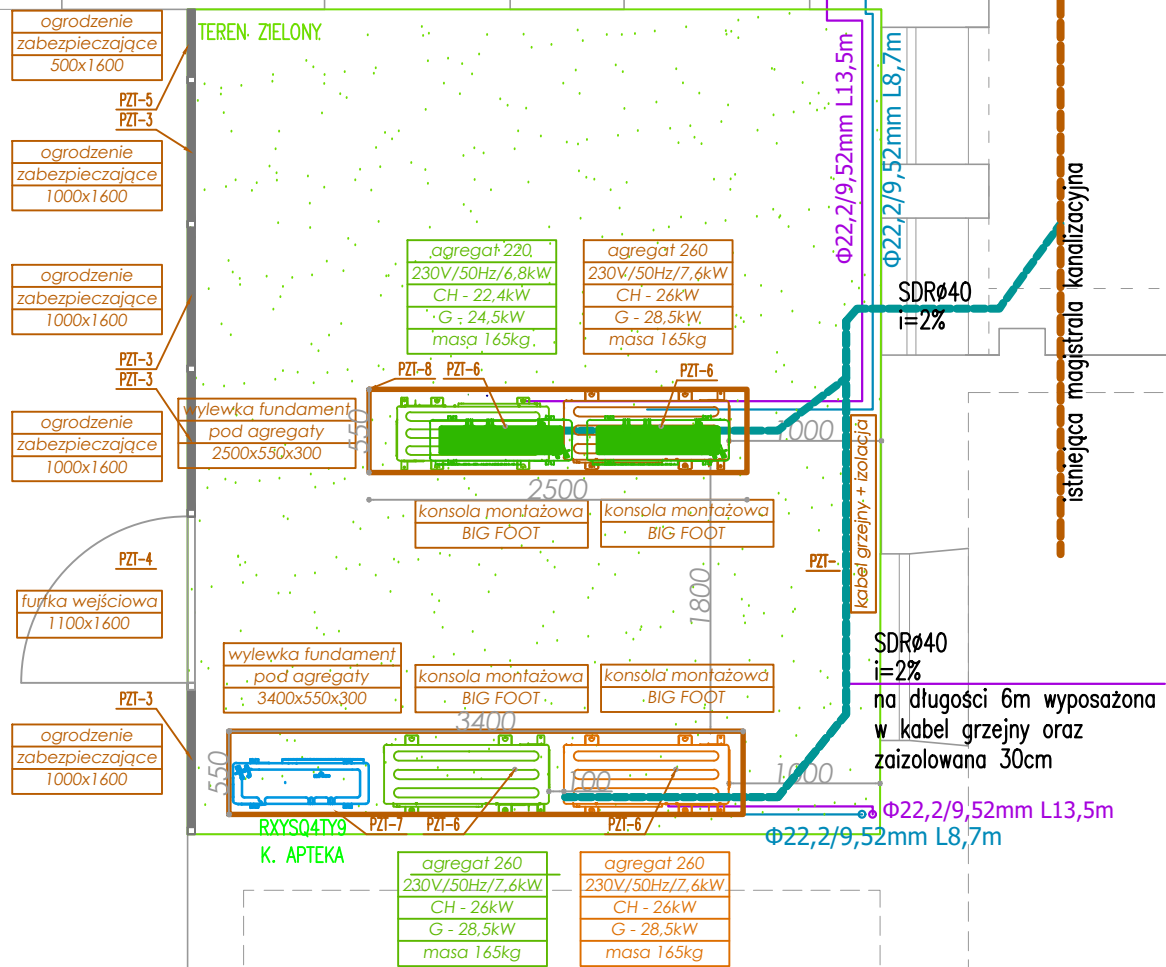 ogrodzenie
zabezpieczające
500x1600
TEREN ZIELONY
PZT-5
PZT-3
ogrodzenie
zabezpieczające
1000x1600
Φ22,2/9,52mm L13,5m
Φ22,2/9,52mm L8,7m
istniejąca magistrala kanalizacyjna
agregat 220
230V/50Hz/6,8kW
CH - 22,4kW
G - 24,5kW
masa 165kg
agregat 260
230V/50Hz/7,6kW
CH - 26kW
G - 28,5kW
masa 165kg
ogrodzenie
zabezpieczające
1000x1600
SDRø40
i=2%
PZT-3
PZT-3
PZT-8
PZT-6
PZT-6
wylewka fundament
pod agregaty
2500x550x300
550
1000
ogrodzenie
zabezpieczające
1000x1600
2500
konsola montażowa
BIG FOOT
konsola montażowa
BIG FOOT
kabel grzejny + izolacja
PZT-4
PZT-
furtka wejściowa
1100x1600
1800
wylewka fundament
pod agregaty
3400x550x300
konsola montażowa
BIG FOOT
konsola montażowa
BIG FOOT
SDRø40
i=2%
na długości 6m wyposażona
w kabel grzejny oraz
zaizolowana 30cm
PZT-3
ogrodzenie
zabezpieczające
1000x1600
3400
550
100
1000
Φ22,2/9,52mm L13,5m
Φ22,2/9,52mm L8,7m
RXYSQ4TY9
K. APTEKA
PZT-7
PZT-6
PZT-6
agregat 260
230V/50Hz/7,6kW
CH - 26kW
G - 28,5kW
masa 165kg
agregat 260
230V/50Hz/7,6kW
CH - 26kW
G - 28,5kW
masa 165kg